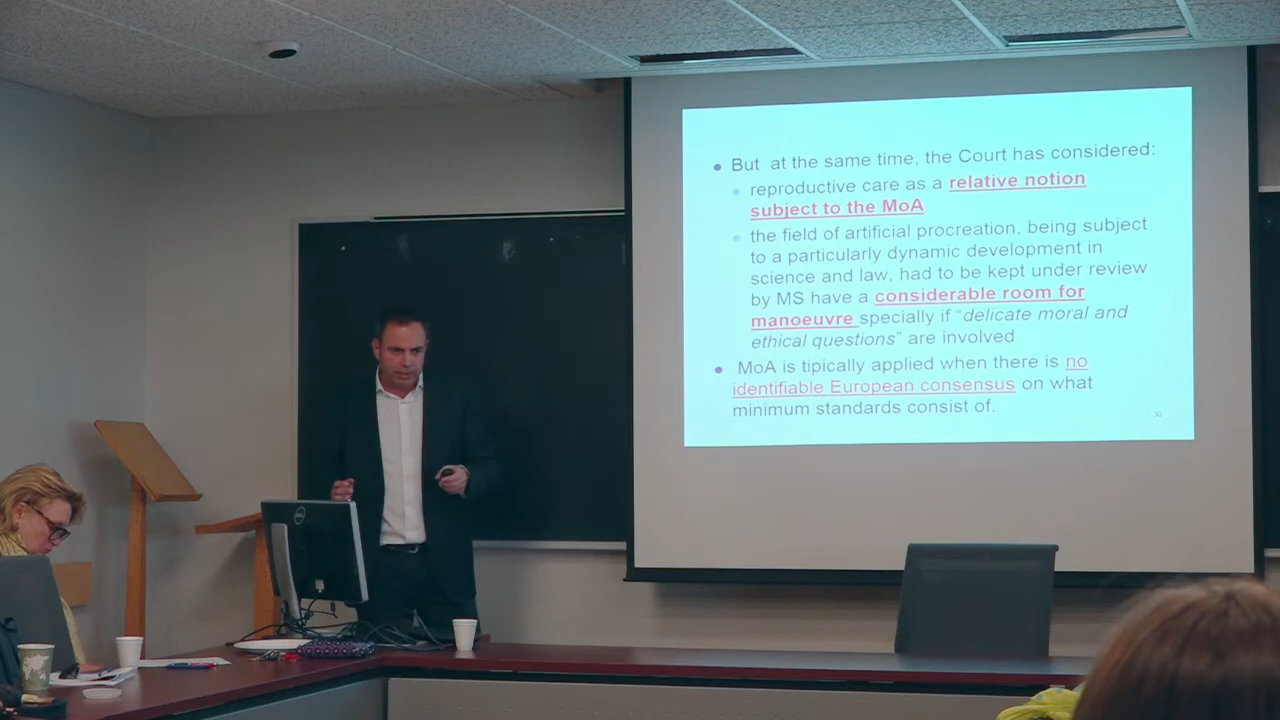 But at the same time, the Court has considered:
reproductive care as a relative notion
subject to the MoA
the field of artificial procreation, being subject
to a particularly dynamic development in
science and law, had to be kept under review
by MS have a considerable room for
manoeuvre specially if “delicate moral and
ethical questions” are involved
MoA is tipically applied when there is no
identifiable European consensus on what
minimum standards consist of.
30
DELL